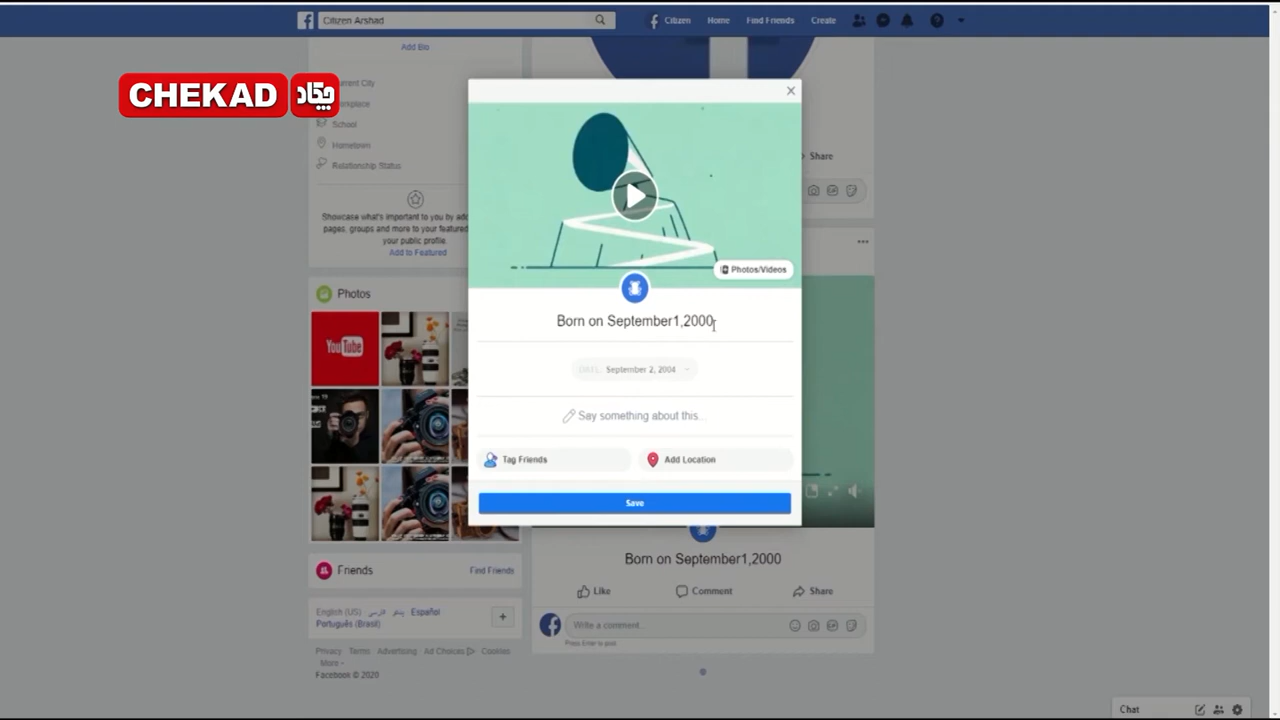 Citizen Arshad
Citizen
Home
Find Friends
Create
CHEKAD چکاد
Add Bio
Current City
Workplace
School
Hometown
Relationship Status
Showcase what's important to you by add
pages, groups and more to your featured
your public profile.
Add to Featured
Photos
YouTube
Friends
Find Friends
English (US) · فارسی · پښتو · Español
Português (Brasil)
Privacy Terms Advertising Ad Choices Cookies
More
Facebook © 2020
Photos/Videos
Born on September1,2000
DATE: September 2, 2004
Say something about this...
Tag Friends
Add Location
Save
Share
Born on September1,2000
Like
Comment
Share
Write a comment...
Press Enter to post.
Chat